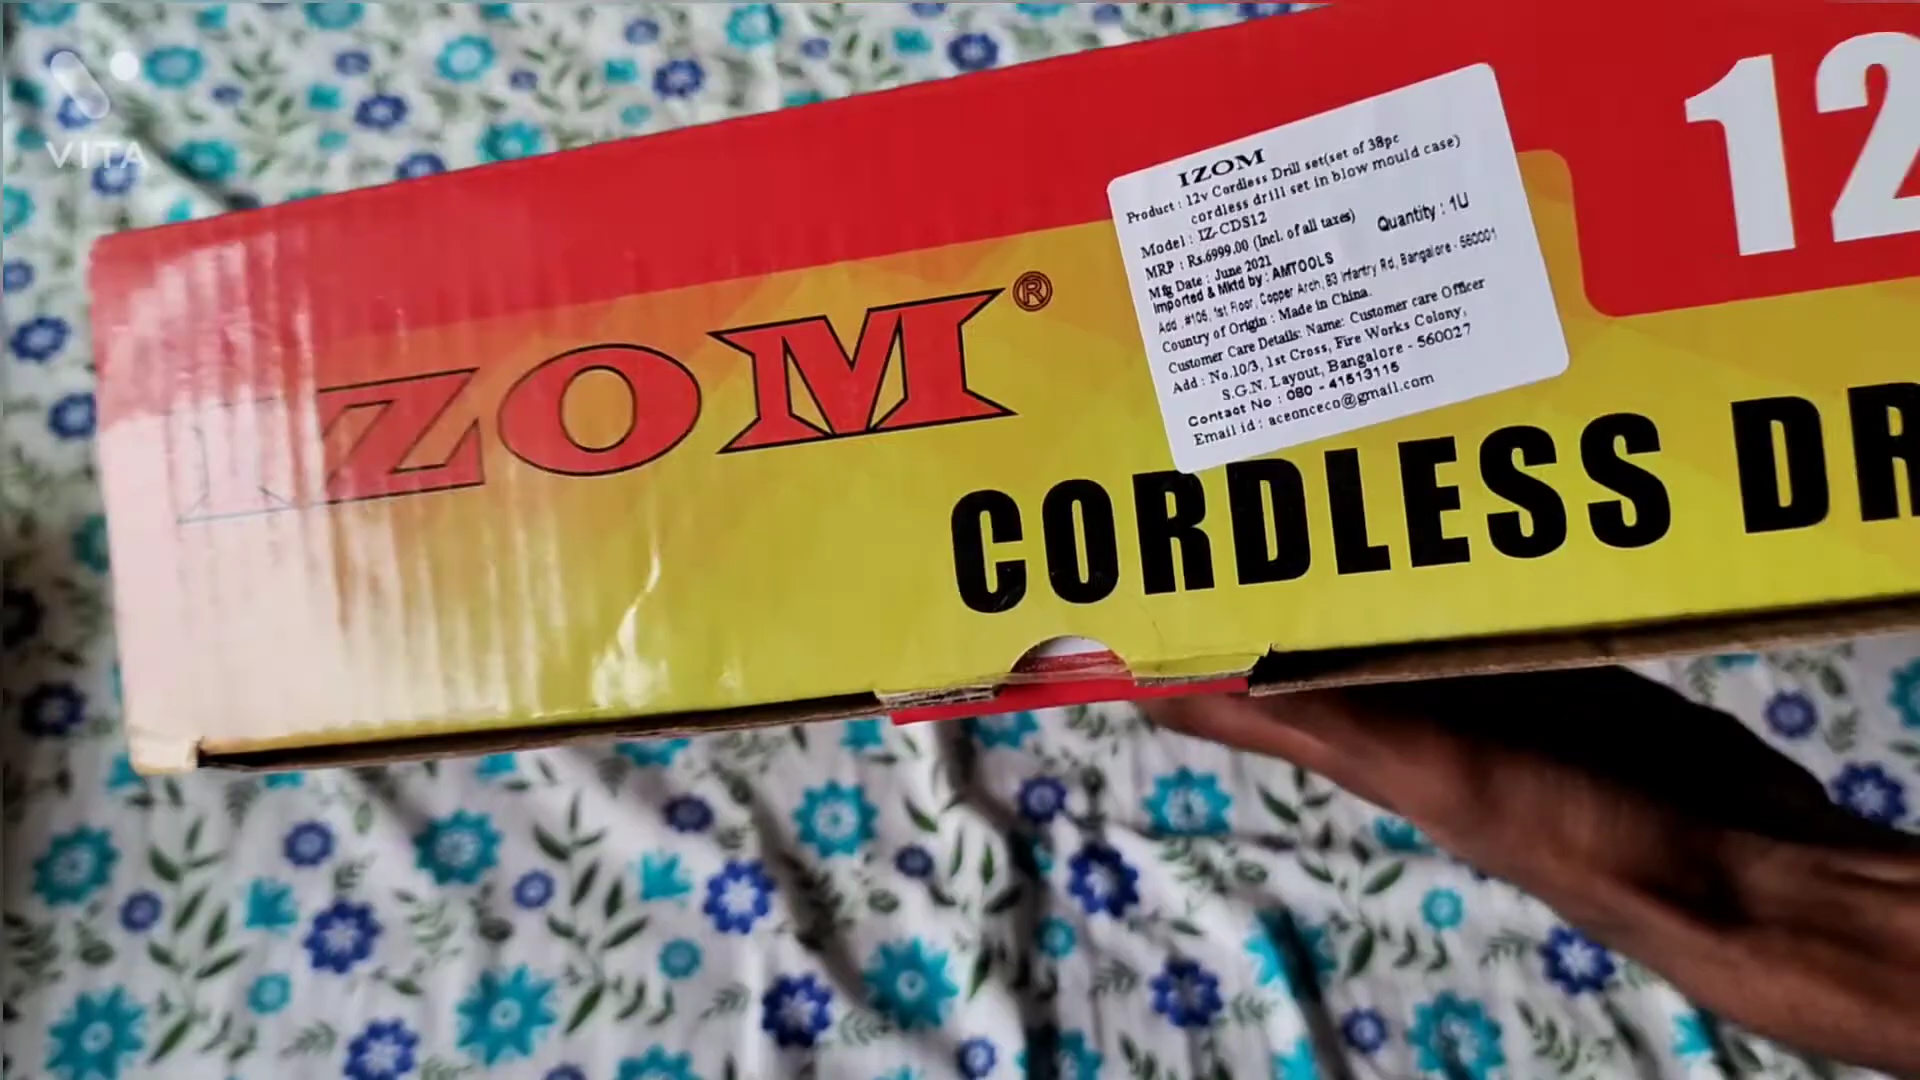 VITA
12
IZOM
Product : 12v Cordless Drill set(set of 38pc
cordless drill set in blow mould case)
Model : IZ-CDS12
MRP : Rs.6999.00 (Incl. of all taxes) Quantity : 1U
Mfg Date : June 2021
Imported & Mktd by : AMTOOLS
Add .#105, 1st Floor, Copper Arch, 83 Infantry Rd, Bangalore - 560001
Country of Origin : Made in China.
Customer Care Details: Name: Customer care Officer
Add : No.10/3, 1st Cross, Fire Works Colony,
S.G.N. Layout, Bangalore - 560027
Contact No : 080 - 41513115
Email id : aceonceco@gmail.com
IZOM®
CORDLESS DR